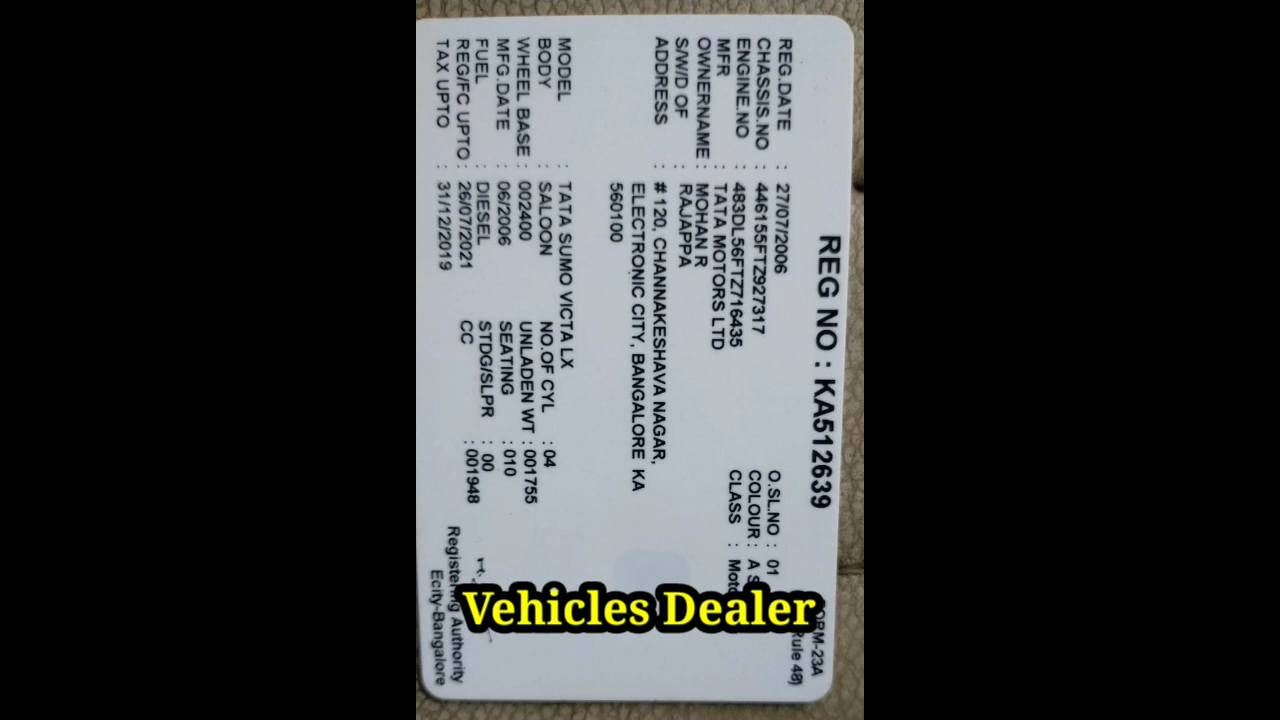 FORM-23A
Rule 48)
REG NO : KA512639
REG.DATE : 27/07/2006 O.SL.NO : 01
CHASSIS.NO : 446155FTZ927317 COLOUR : A S
ENGINE.NO : 483DL56FTZ716435 CLASS :
MFR : TATA MOTORS LTD
OWNERNAME : MOHAN R
S/W/D OF : RAJAPPA
ADDRESS : # 120, CHANNAKESHAVA NAGAR,
ELECTRONIC CITY, BANGALORE KA
560100
MODEL : TATA SUMO VICTA LX
BODY : SALOON NO.OF CYL : 04
WHEEL BASE : 002400 UNLADEN WT : 001755
MFG.DATE : 06/2006 SEATING : 010
FUEL : DIESEL STDG/SLPR : 00
REG/FC UPTO : 26/07/2021 CC : 001948
TAX UPTO : 31/12/2019
Registering Authority
Ecity-Bangalore
Vehicles Dealer